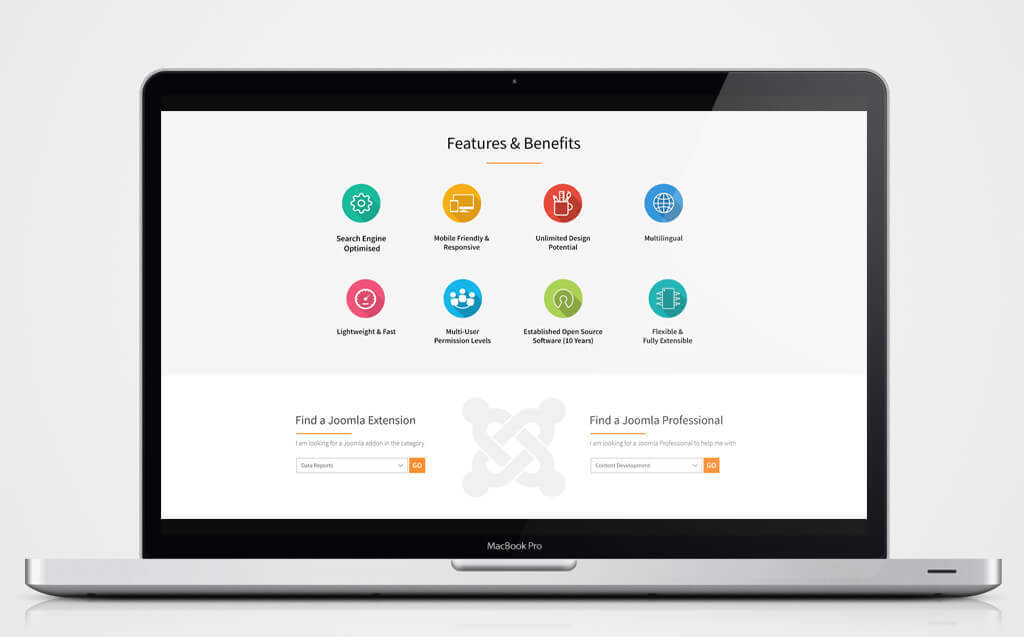 Features & Benefits
Search Engine
Optimised
Mobile Friendly &
Responsive
Unlimited Design
Potential
Multilingual
Lightweight & Fast
Multi-User
Permission Levels
Established Open Source
Software (10 Years)
Flexible &
Fully Extensible
Find a Joomla Extension
I am looking for a Joomla addon in the category
Data Reports
GO
Find a Joomla Professional
I am looking for a Joomla Professional to help me with
Content Development
GO
MacBook Pro